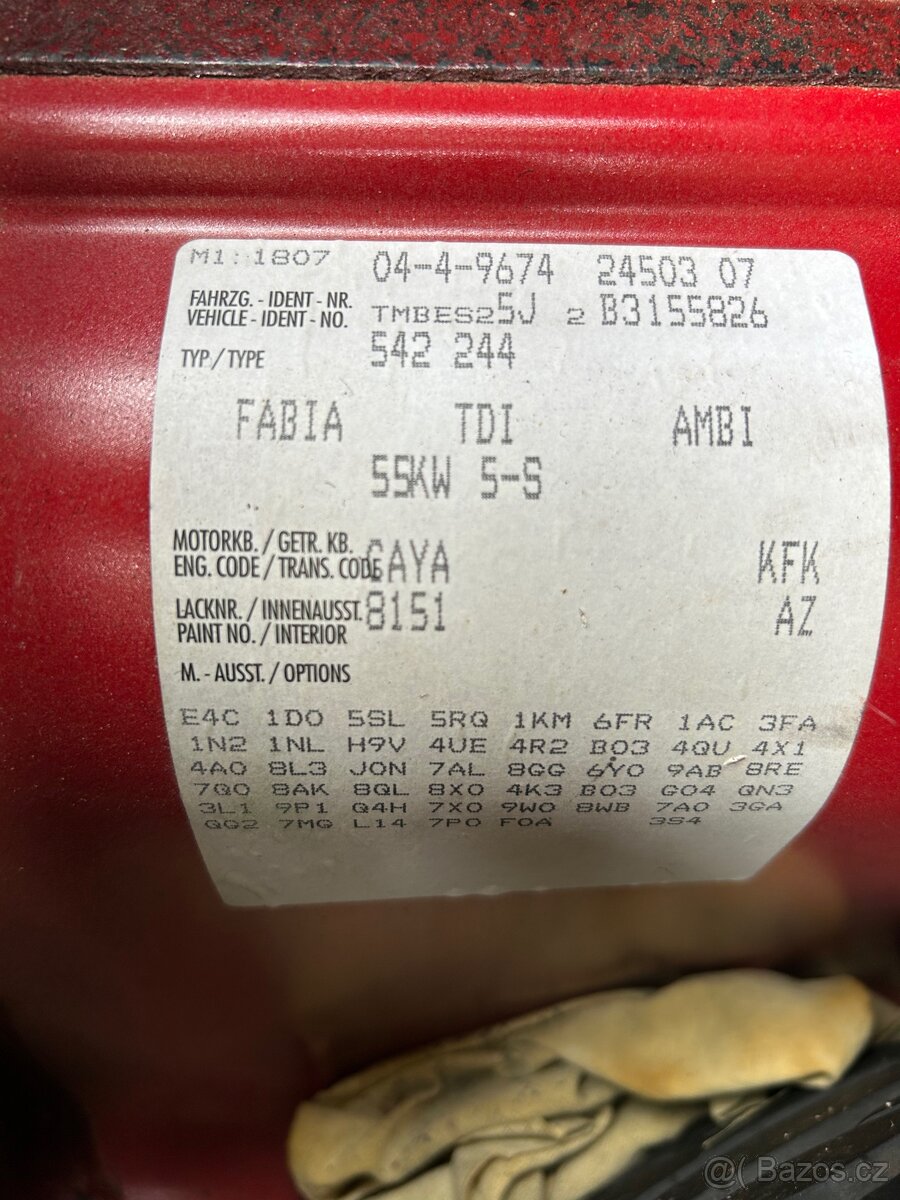 M1: 1807 04-4-9674 24503 07
FAHRZG. - IDENT - NR.
VEHICLE - IDENT - NO. TMBES25J 2 B3155826
TYP / TYPE 542 244
FABIA TDI AMBI
55KW 5-S
MOTORKB. / GETR. KB.
ENG. CODE / TRANS. CODE CAYA KFK
LACKNR. / INNENAUSST. 8151 AZ
PAINT NO. / INTERIOR
M. - AUSST. / OPTIONS
E4C 1D0 5SL 5RQ 1KM 6FR 1AC 3FA
1N2 1NL H9V 4UE 4R2 B03 4QU 4X1
4A0 8L3 J0N 7AL 8GG 6Y0 9AB 8RE
7Q0 8AK 8QL 8X0 4K3 B03 G04 QN3
3L1 9P1 Q4H 7X0 9W0 8WB 7A0 3GA
QG2 7MG L14 7P0 F0A 3S4
@ Bazos.cz